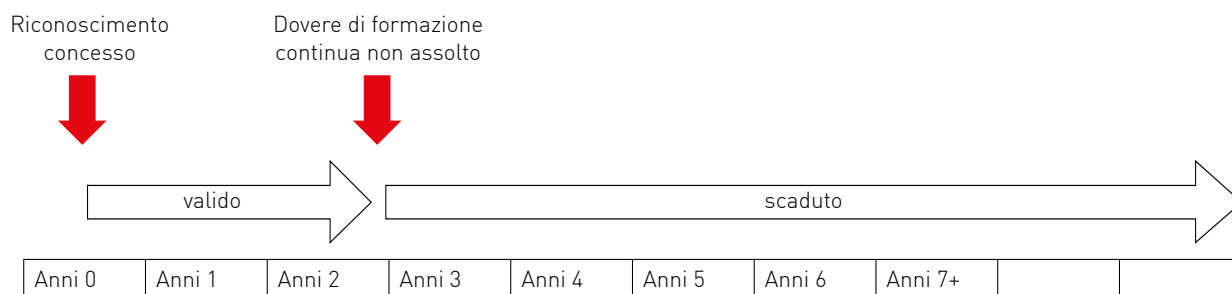 Riconoscimento
concesso
Dovere di formazione
continua non assolto
valido
scaduto
Anni 0
Anni 1
Anni 2
Anni 3
Anni 4
Anni 5
Anni 6
Anni 7+